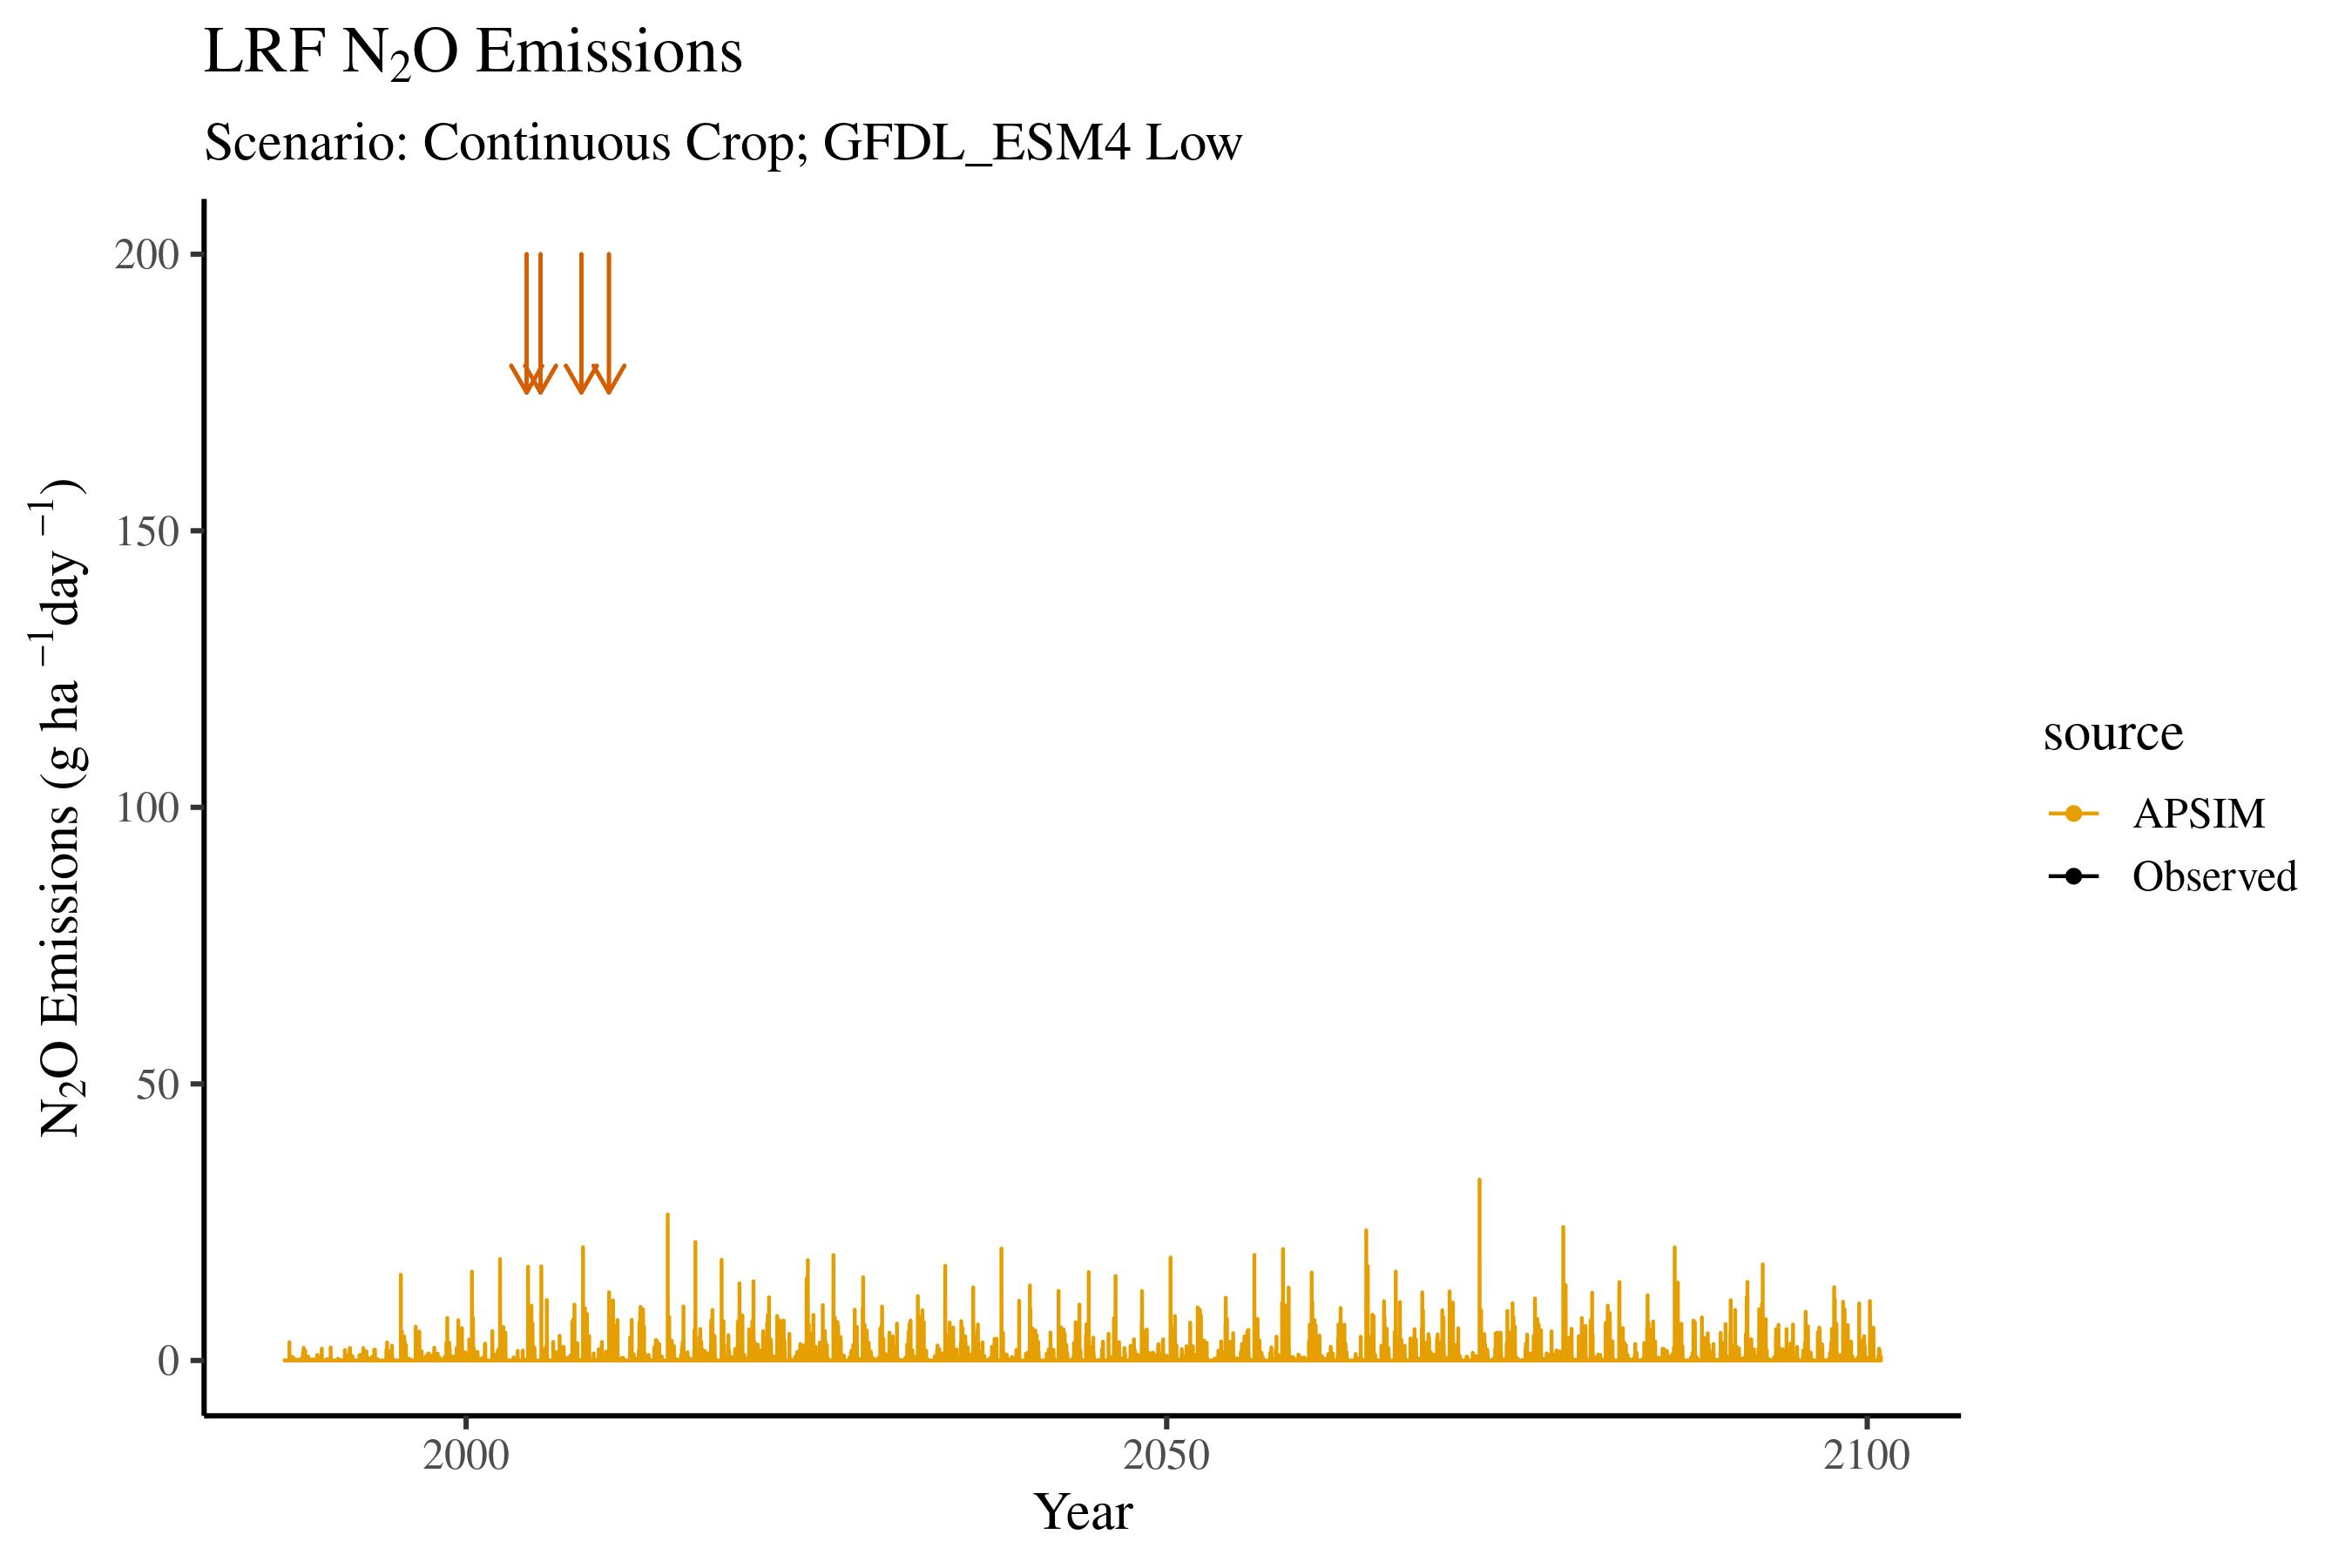 LRF N₂O Emissions
Scenario: Continuous Crop; GFDL_ESM4 Low
N₂O Emissions (g ha ⁻¹day ⁻¹)
200
150
100
50
0
2000 2050 2100
Year
source
APSIM
Observed